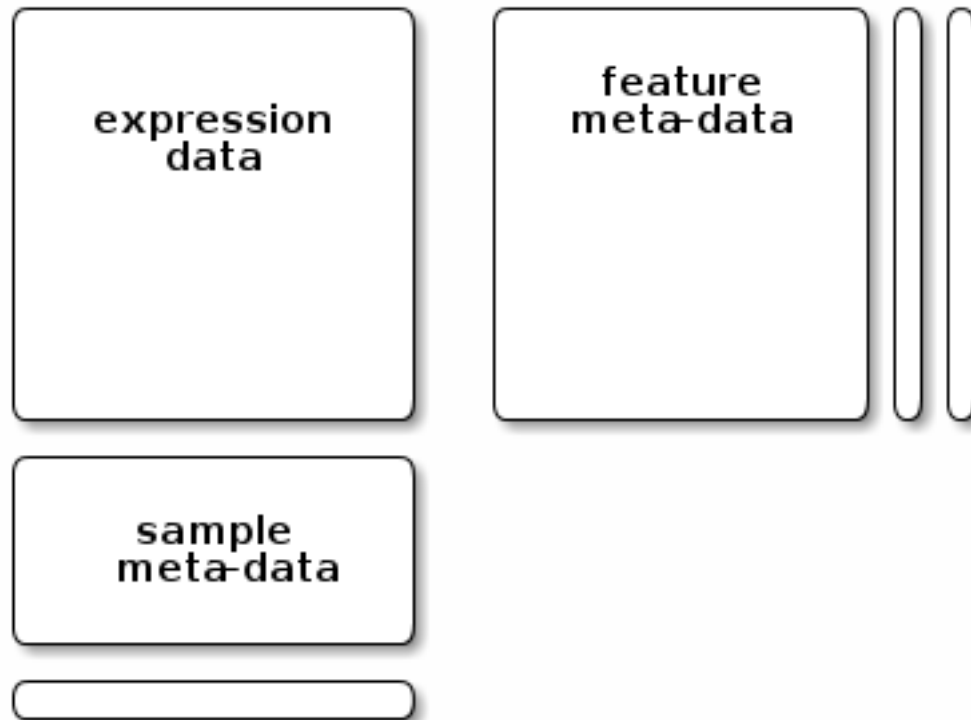 expression
data
feature
meta-data
sample
meta-data